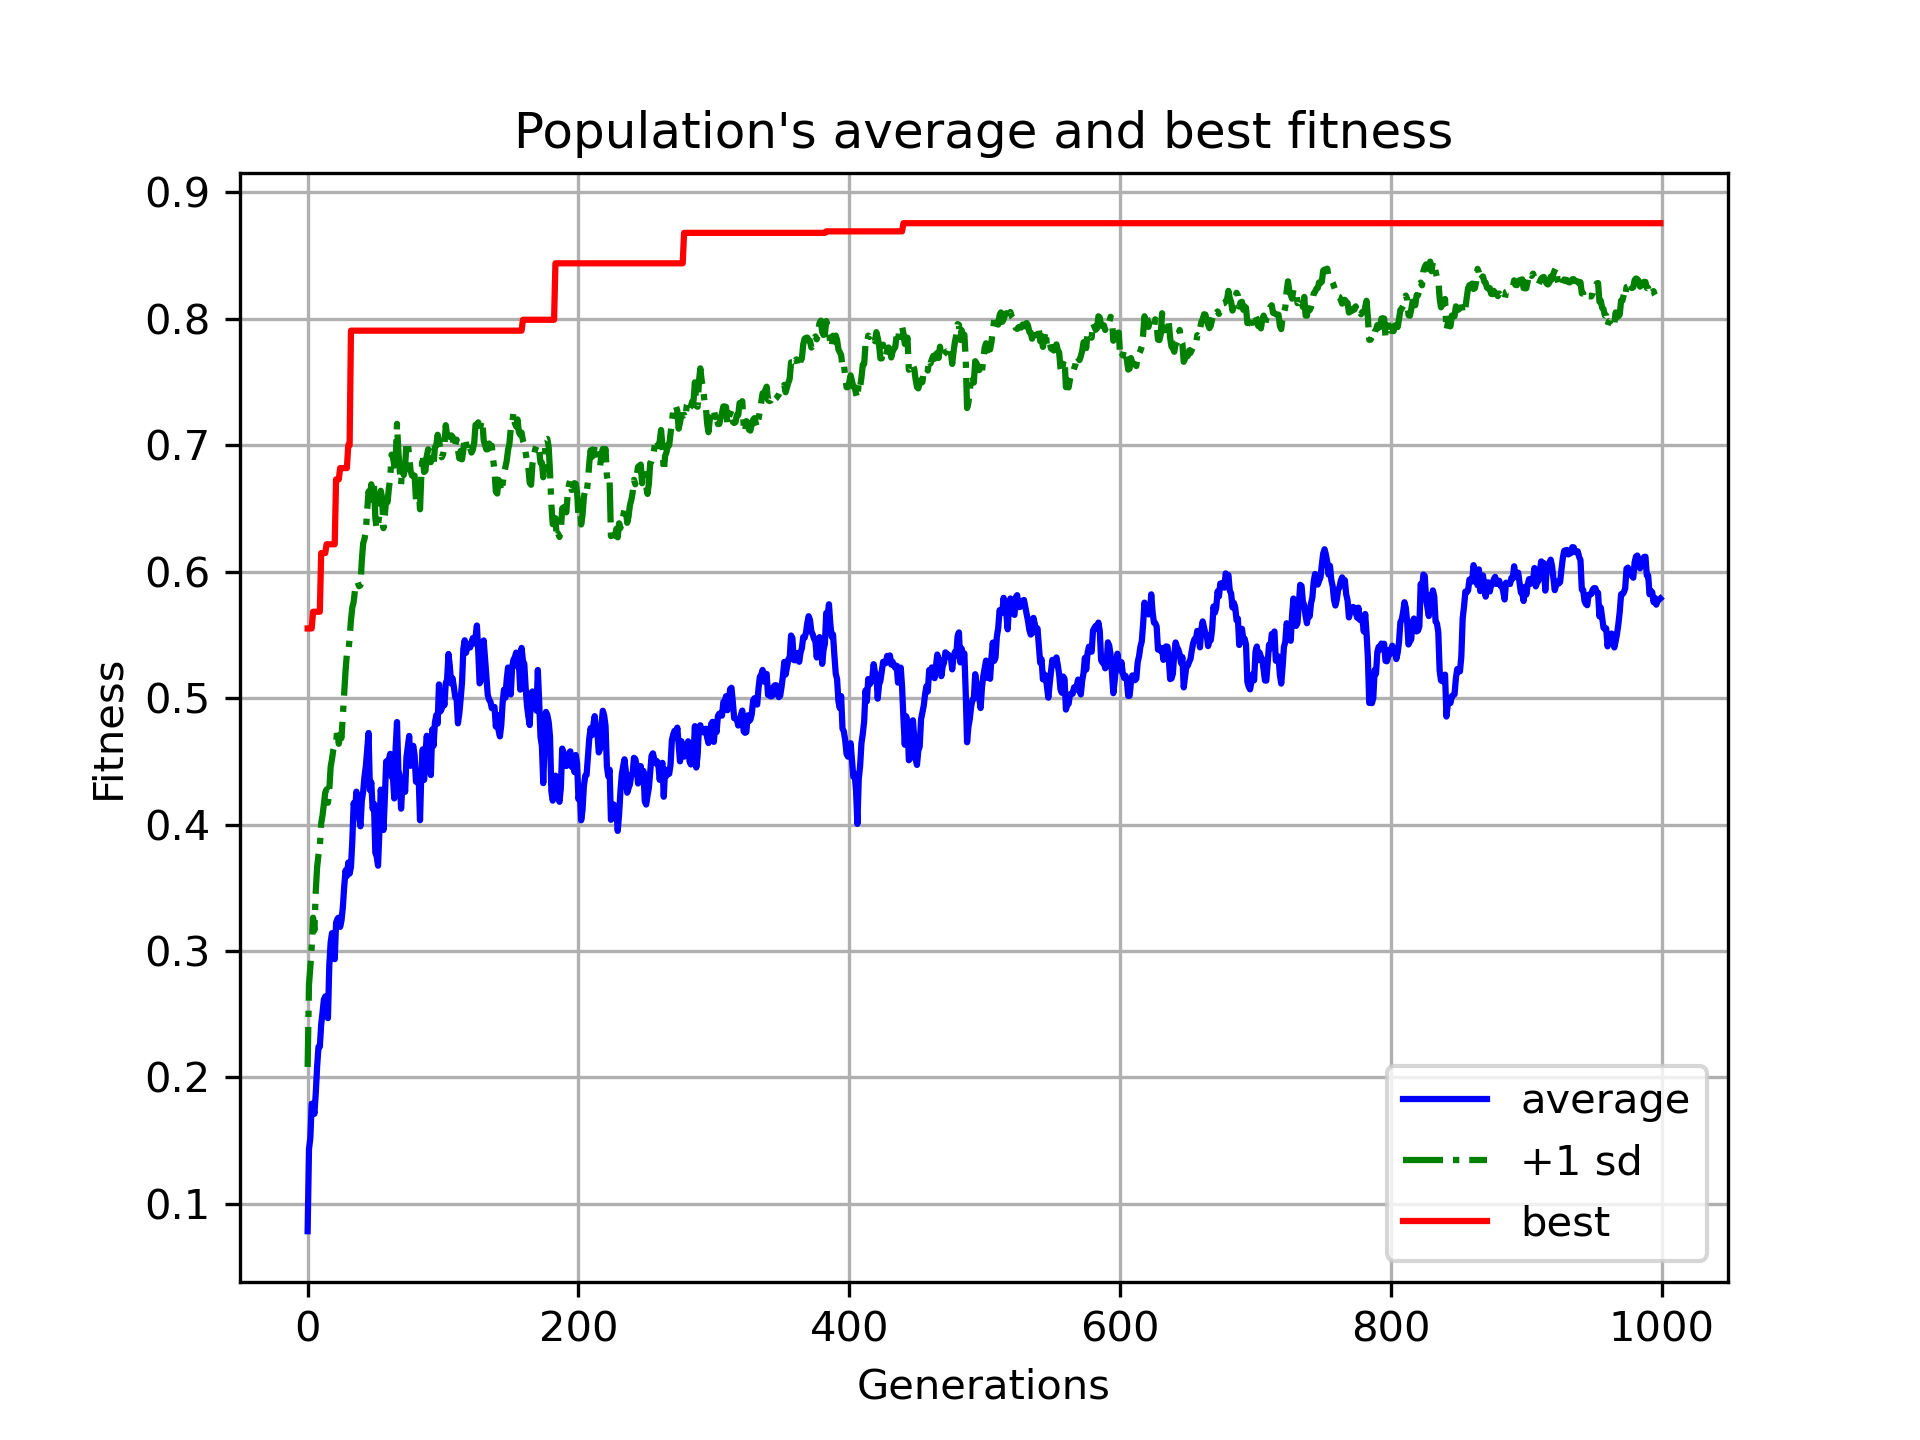 Population's average and best fitness
0.9
0.8
0.7
0.6
0.5
0.4
0.3
0.2
0.1
Fitness
0 200 400 600 800 1000
Generations
average
+1 sd
best